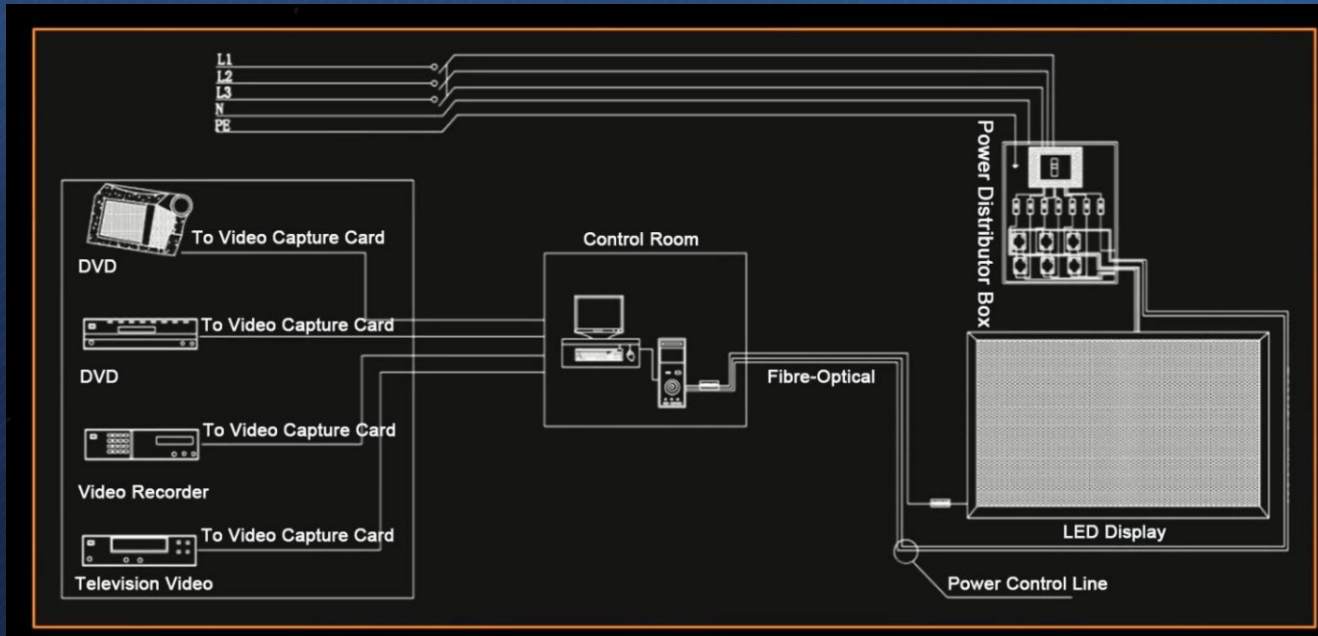 L1
L2
L3
N
PE
Power Distributor Box
To Video Capture Card
DVD
Control Room
To Video Capture Card
DVD
Fibre-Optical
To Video Capture Card
Video Recorder
To Video Capture Card
Television Video
LED Display
Power Control Line